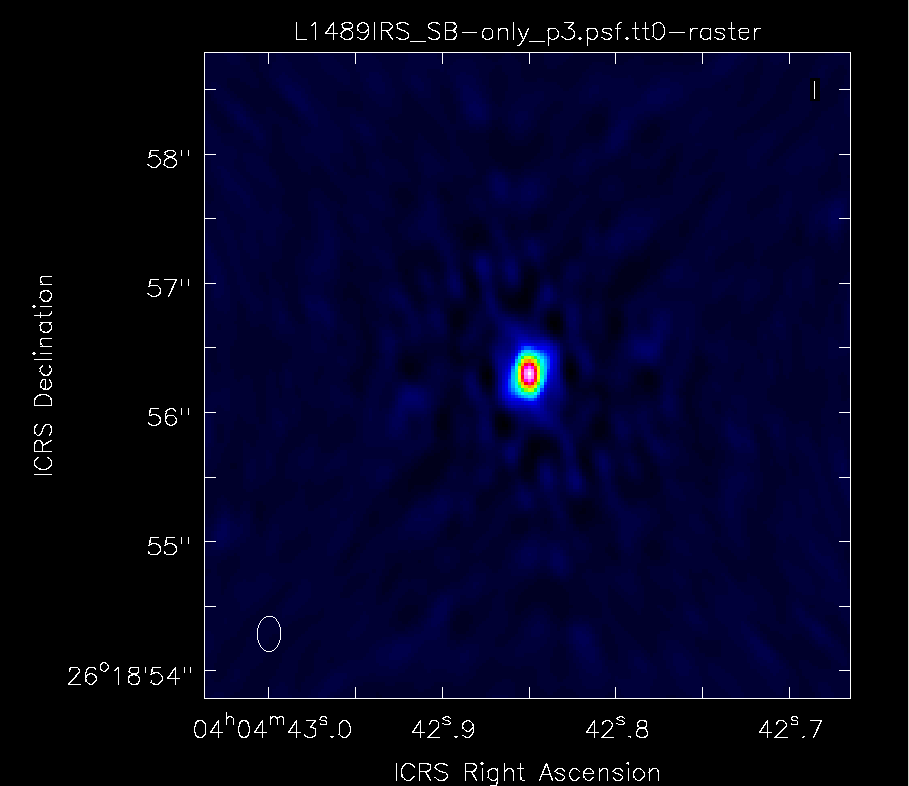 L1489IRS_SB-only_p3.psf.tt0-raster
I
58"
57"
56"
55"
26°18'54"
ICRS Declination
04h04m43s.0 42s.9 42s.8 42s.7
ICRS Right Ascension